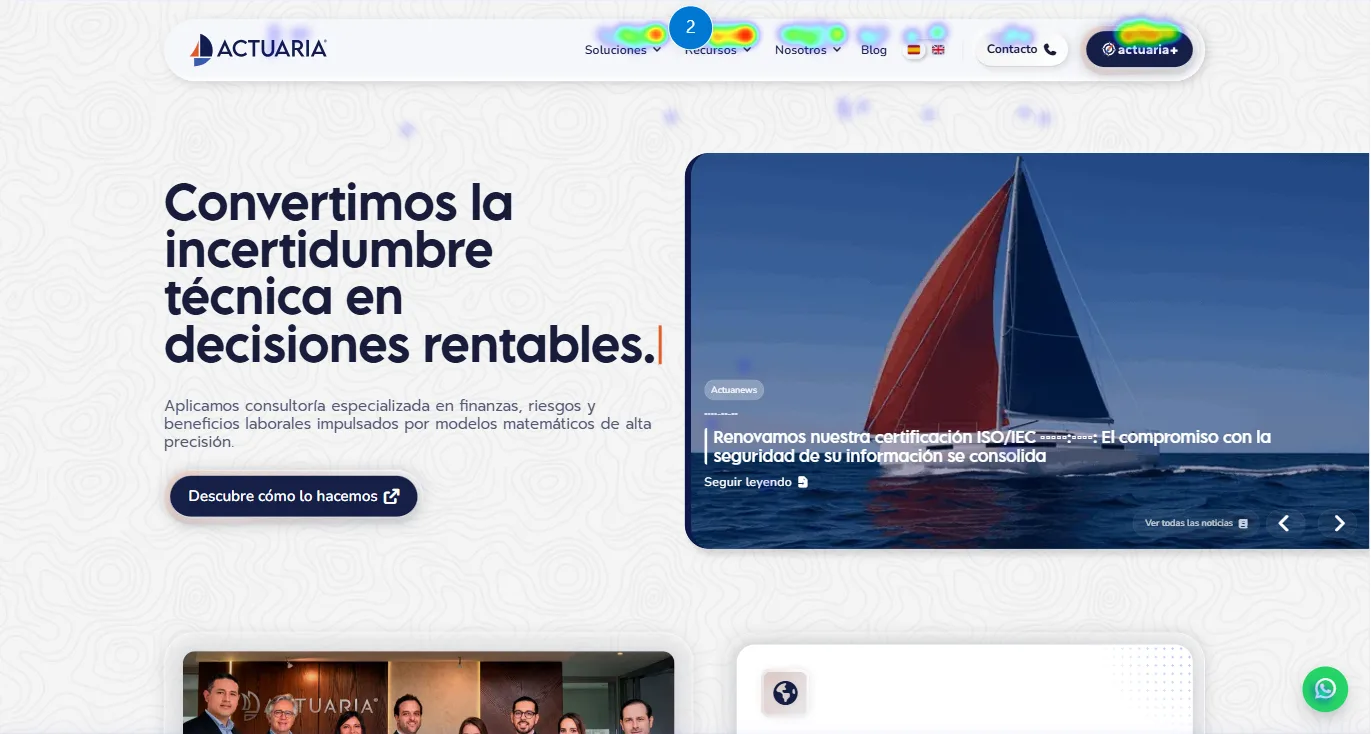 ACTUARIA
Soluciones
2
Recursos
Nosotros
Blog
Contacto
actuaria+
Convertimos la
incertidumbre
técnica en
decisiones rentables.
Aplicamos consultoría especializada en finanzas, riesgos y
beneficios laborales impulsados por modelos matemáticos de alta
precisión.
Descubre cómo lo hacemos
Actuanews
Renovamos nuestra certificación ISO/IEC ▫▫▫▫▫:▫▫▫▫: El compromiso con la
seguridad de su información se consolida
Seguir leyendo
Ver todas las noticias
ACTUARIA